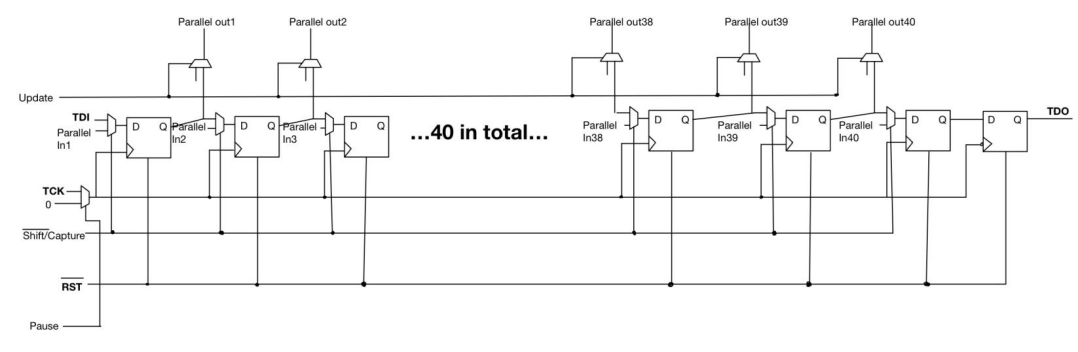 Parallel out1
Parallel out2
Parallel out38
Parallel out39
Parallel out40
Update
TDI
Parallel
In1
D Q
Parallel
In2
D Q
Parallel
In3
D Q
...40 in total...
Parallel
In38
D Q
Parallel
In39
D Q
Parallel
In40
D Q
D Q
TDO
TCK
0
Shift/Capture
RST
Pause